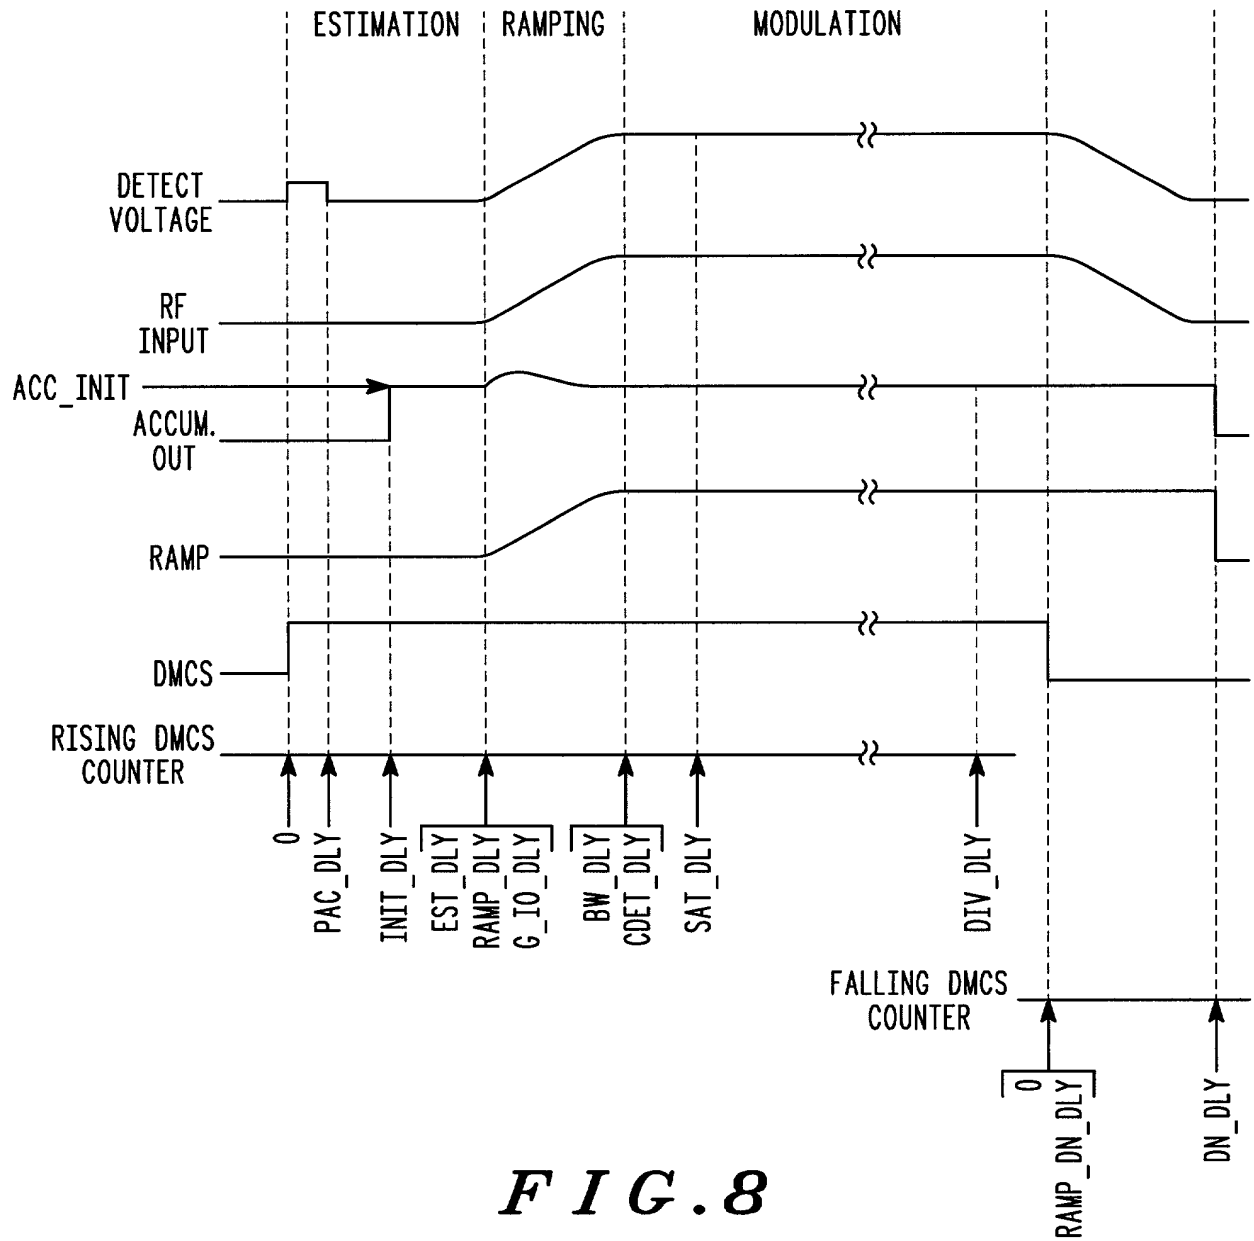 ESTIMATION RAMPING MODULATION
DETECT
VOLTAGE
RF
INPUT
ACC_INIT
ACCUM.
OUT
RAMP
DMCS
RISING DMCS
COUNTER
0
PAC_DLY
INIT_DLY
EST_DLY
RAMP_DLY
G_IO_DLY
BW_DLY
CDET_DLY
SAT_DLY
DIV_DLY
FALLING DMCS
COUNTER
0
RAMP_DN_DLY
DN_DLY
FIG.8